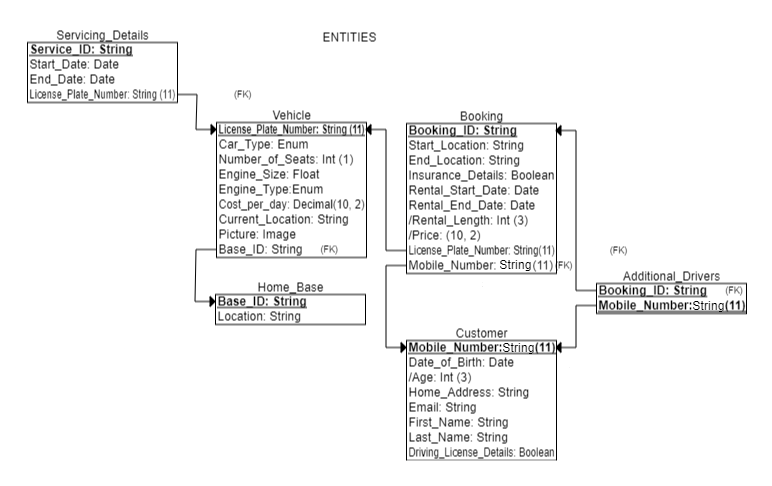 ENTITIES
Servicing_Details
Service_ID: String
Start_Date: Date
End_Date: Date
License_Plate_Number: String (11) (FK)
Vehicle
License_Plate_Number: String (11)
Car_Type: Enum
Number_of_Seats: Int (1)
Engine_Size: Float
Engine_Type:Enum
Cost_per_day: Decimal(10, 2)
Current_Location: String
Picture: Image
Base_ID: String (FK)
Home_Base
Base_ID: String
Location: String
Booking
Booking_ID: String
Start_Location: String
End_Location: String
Insurance_Details: Boolean
Rental_Start_Date: Date
Rental_End_Date: Date
/Rental_Length: Int (3)
/Price: (10, 2)
License_Plate_Number: String(11) (FK)
Mobile_Number: String(11) (FK)
Additional_Drivers
Booking_ID: String (FK)
Mobile_Number:String(11)
Customer
Mobile_Number:String(11)
Date_of_Birth: Date
/Age: Int (3)
Home_Address: String
Email: String
First_Name: String
Last_Name: String
Driving_License_Details: Boolean